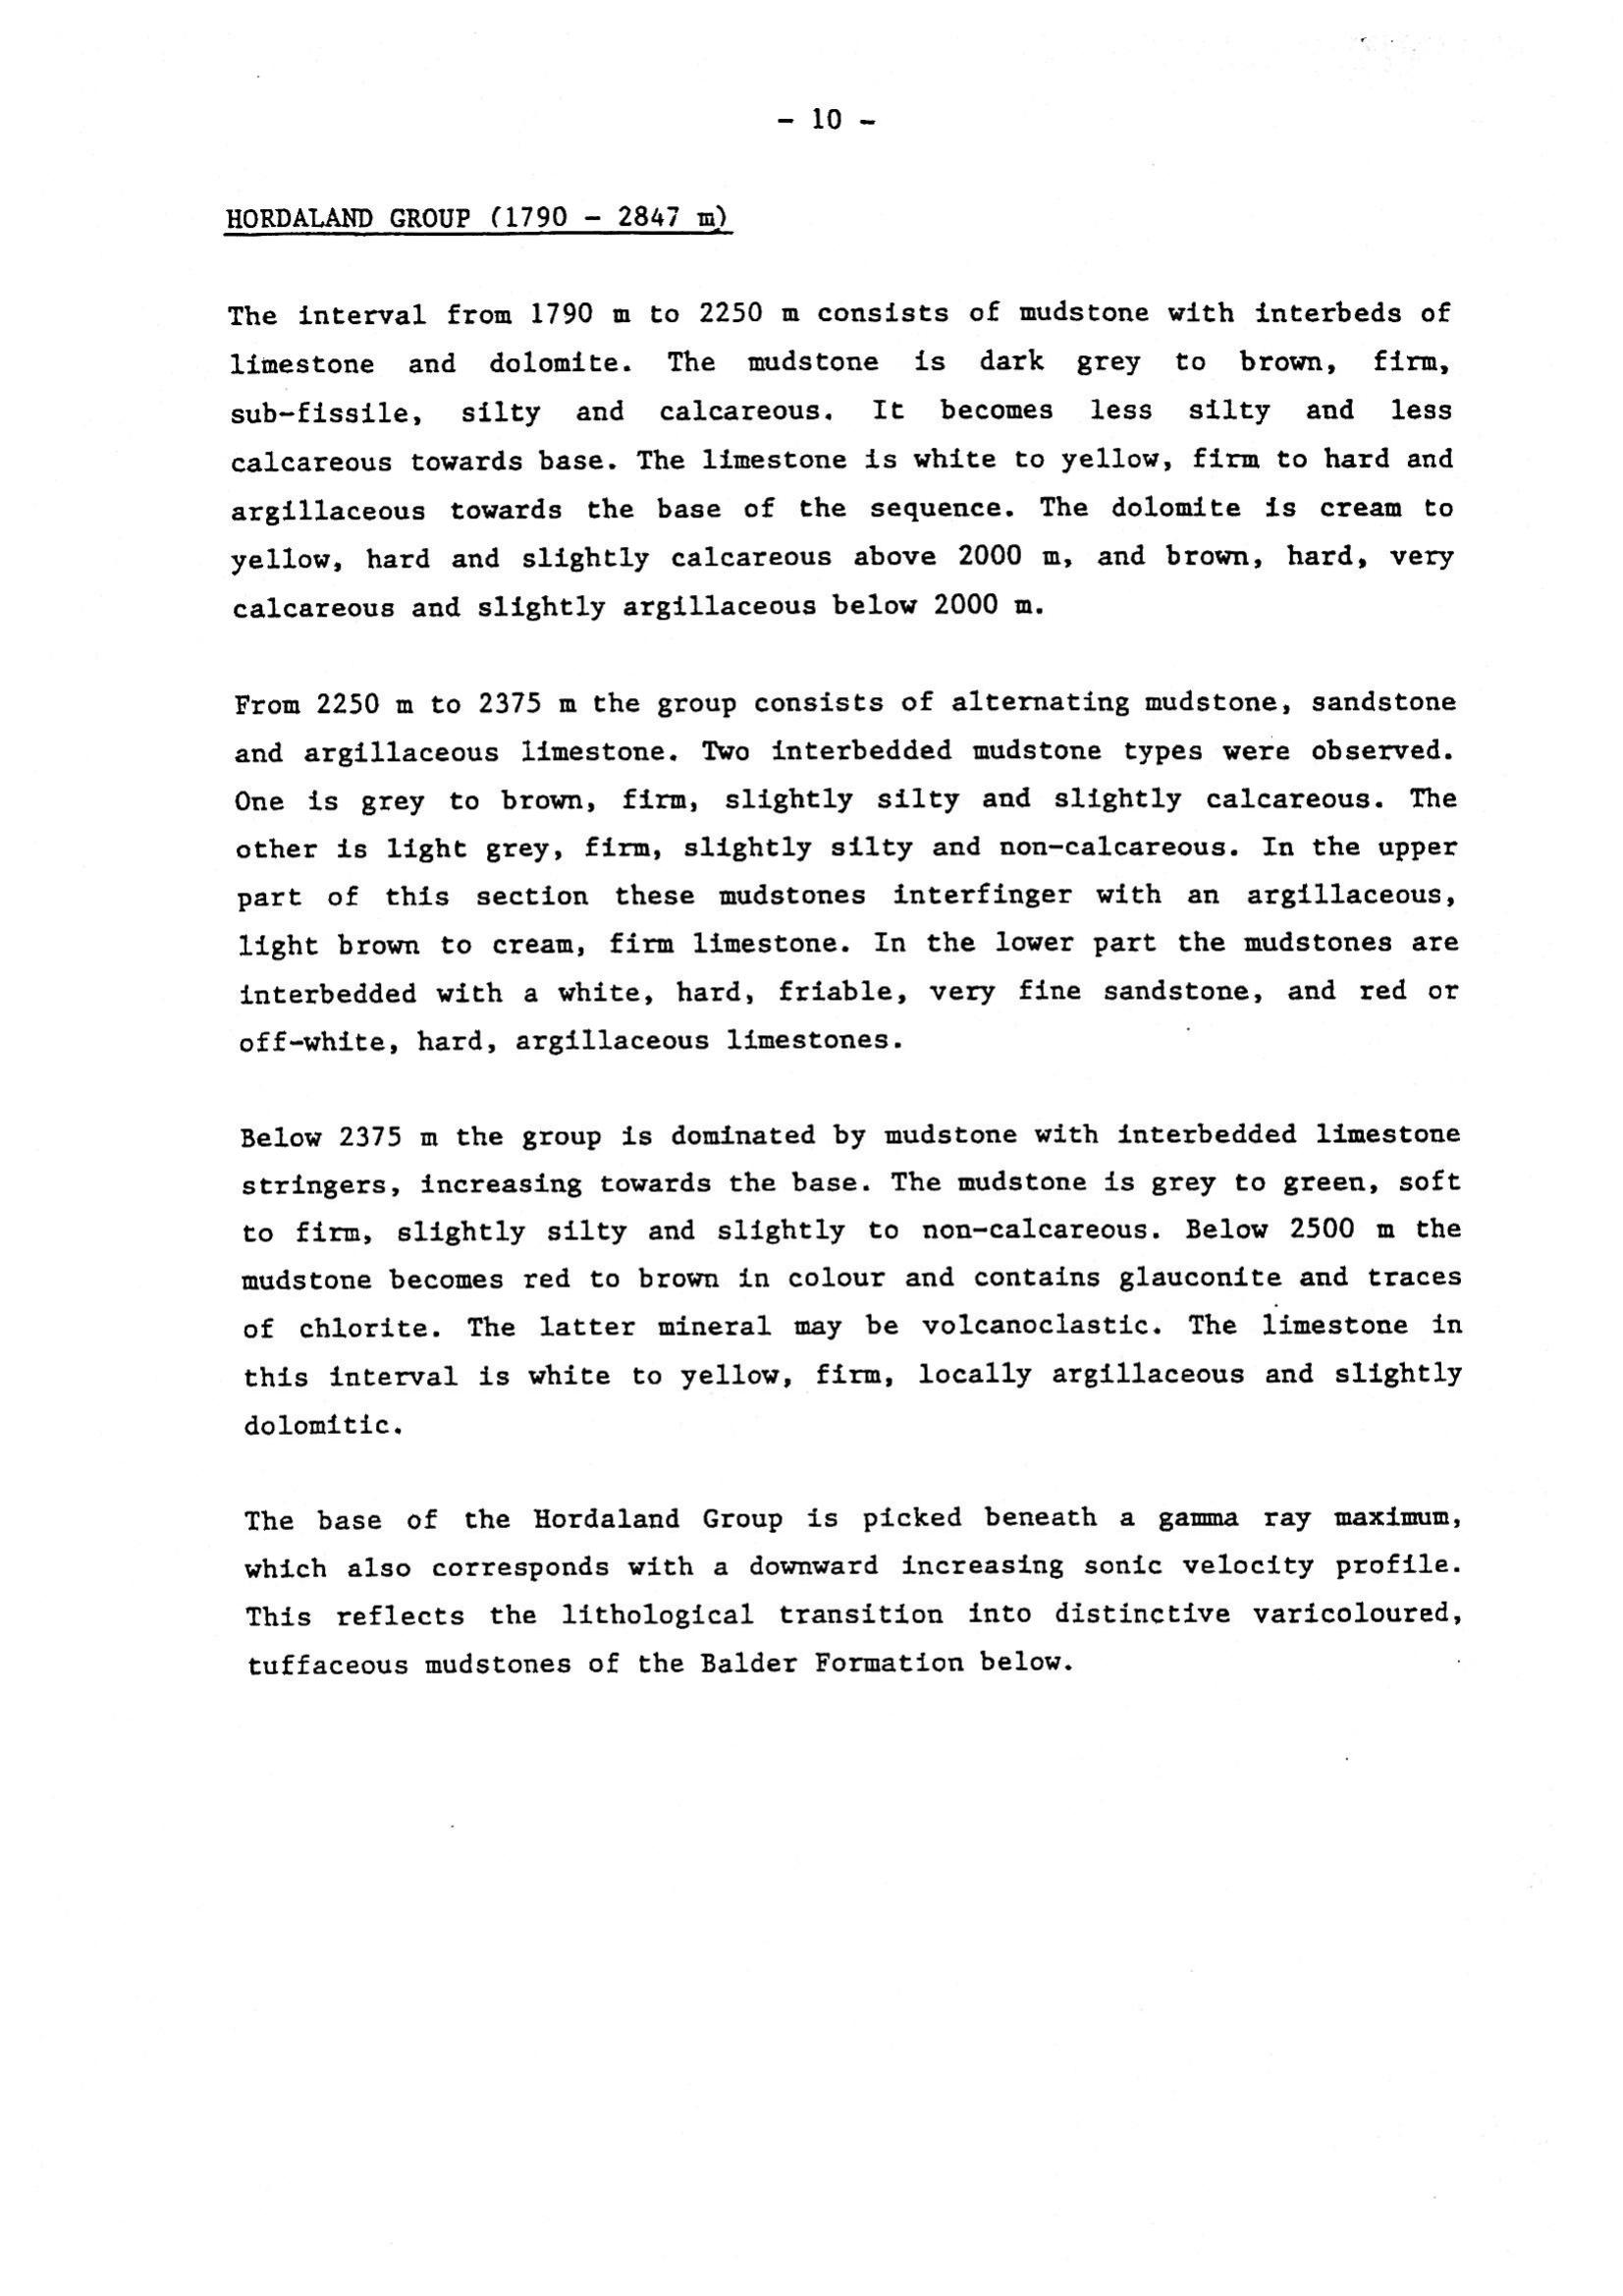 - 10 -
HORDALAND GROUP (1790 - 2847 m)
The interval from 1790 m to 2250 m consists of mudstone with interbeds of
limestone and dolomite. The mudstone is dark grey to brown, firm,
sub-fissile, silty and calcareous. It becomes less silty and less
calcareous towards base. The limestone is white to yellow, firm to hard and
argillaceous towards the base of the sequence. The dolomite is cream to
yellow, hard and slightly calcareous above 2000 m, and brown, hard, very
calcareous and slightly argillaceous below 2000 m.
From 2250 m to 2375 m the group consists of alternating mudstone, sandstone
and argillaceous limestone. Two interbedded mudstone types were observed.
One is grey to brown, firm, slightly silty and slightly calcareous. The
other is light grey, firm, slightly silty and non-calcareous. In the upper
part of this section these mudstones interfinger with an argillaceous,
light brown to cream, firm limestone. In the lower part the mudstones are
interbedded with a white, hard, friable, very fine sandstone, and red or
off-white, hard, argillaceous limestones.
Below 2375 m the group is dominated by mudstone with interbedded limestone
stringers, increasing towards the base. The mudstone is grey to green, soft
to firm, slightly silty and slightly to non-calcareous. Below 2500 m the
mudstone becomes red to brown in colour and contains glauconite and traces
of chlorite. The latter mineral may be volcanoclastic. The limestone in
this interval is white to yellow, firm, locally argillaceous and slightly
dolomitic.
The base of the Hordaland Group is picked beneath a gamma ray maximum,
which also corresponds with a downward increasing sonic velocity profile.
This reflects the lithological transition into distinctive varicoloured,
tuffaceous mudstones of the Balder Formation below.